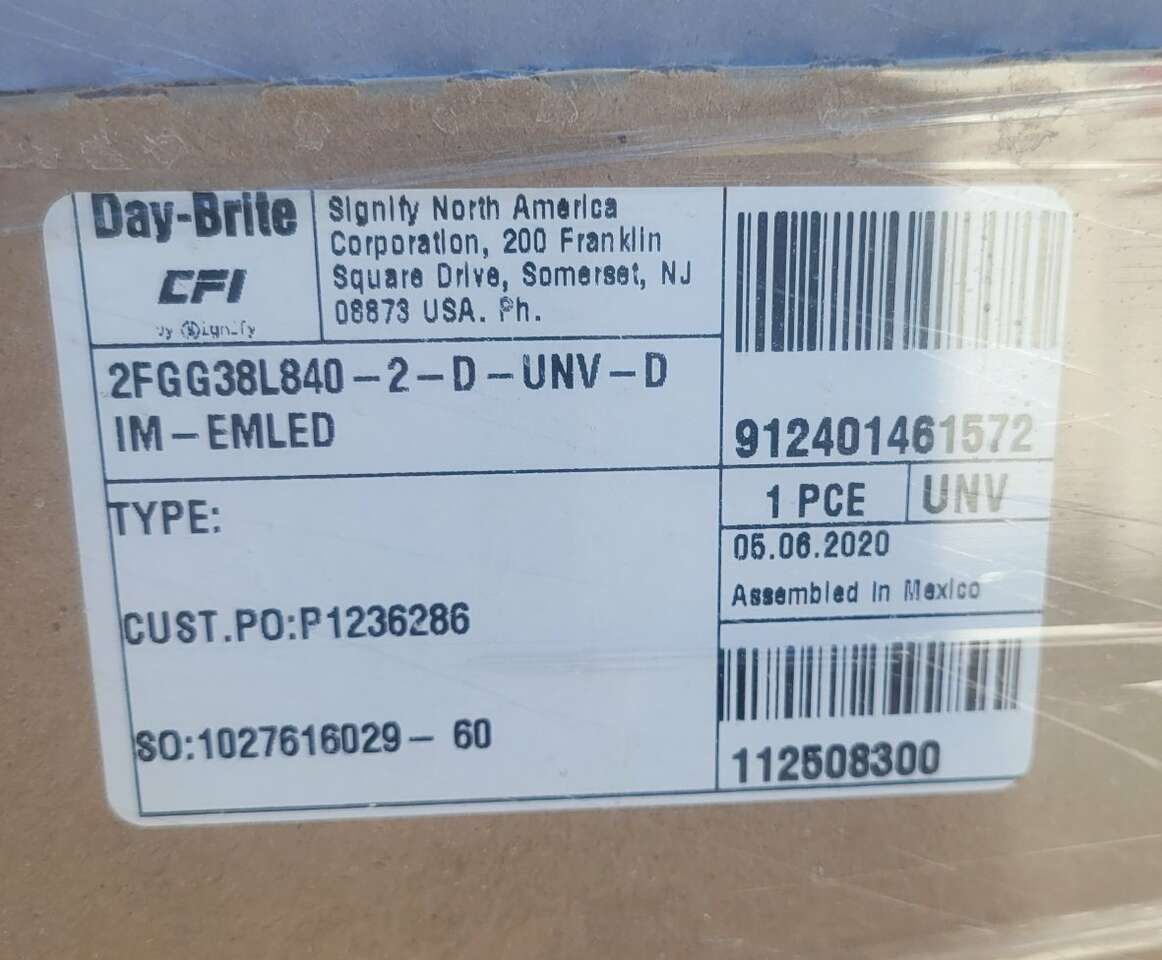 Day-Brite
CFI
by Signify
Signify North America
Corporation, 200 Franklin
Square Drive, Somerset, NJ
08873 USA. Ph.
2FGG38L840-2-D-UNV-D
IM-EMLED
912401461572
1 PCE
UNV
05.06.2020
Assembled in Mexico
TYPE:
CUST.PO:P1236286
SO:1027616029- 60
112508300